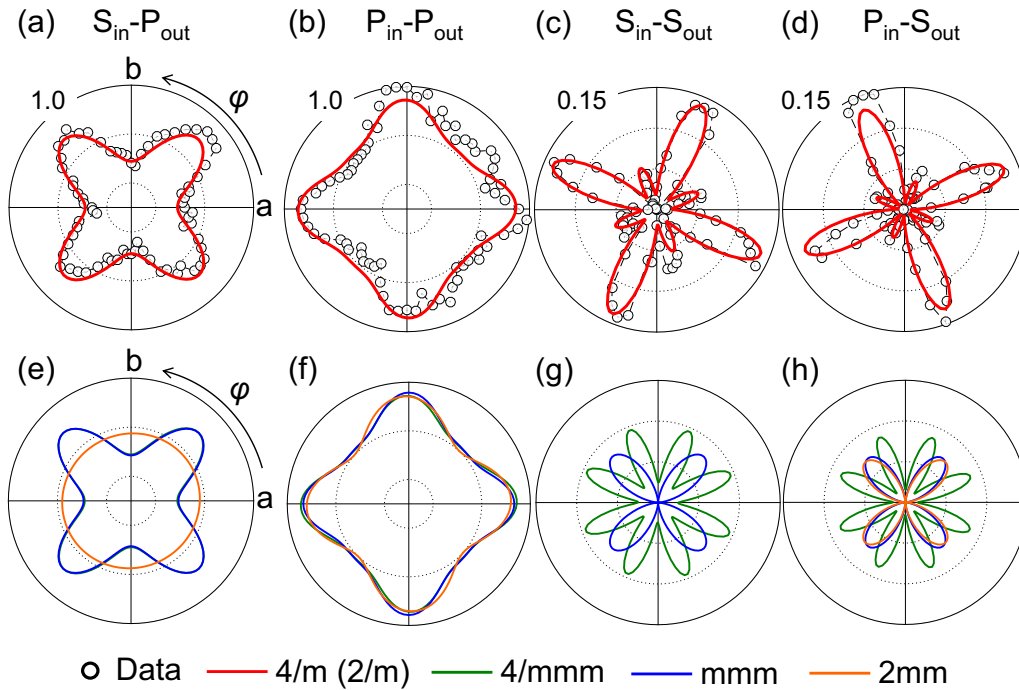 (a) S_in-P_out (b) P_in-P_out (c) S_in-S_out (d) P_in-S_out
b φ 1.0 a
1.0
0.15
0.15
(e) (f) (g) (h)
b φ a
Data 4/m (2/m) 4/mmm mmm 2mm